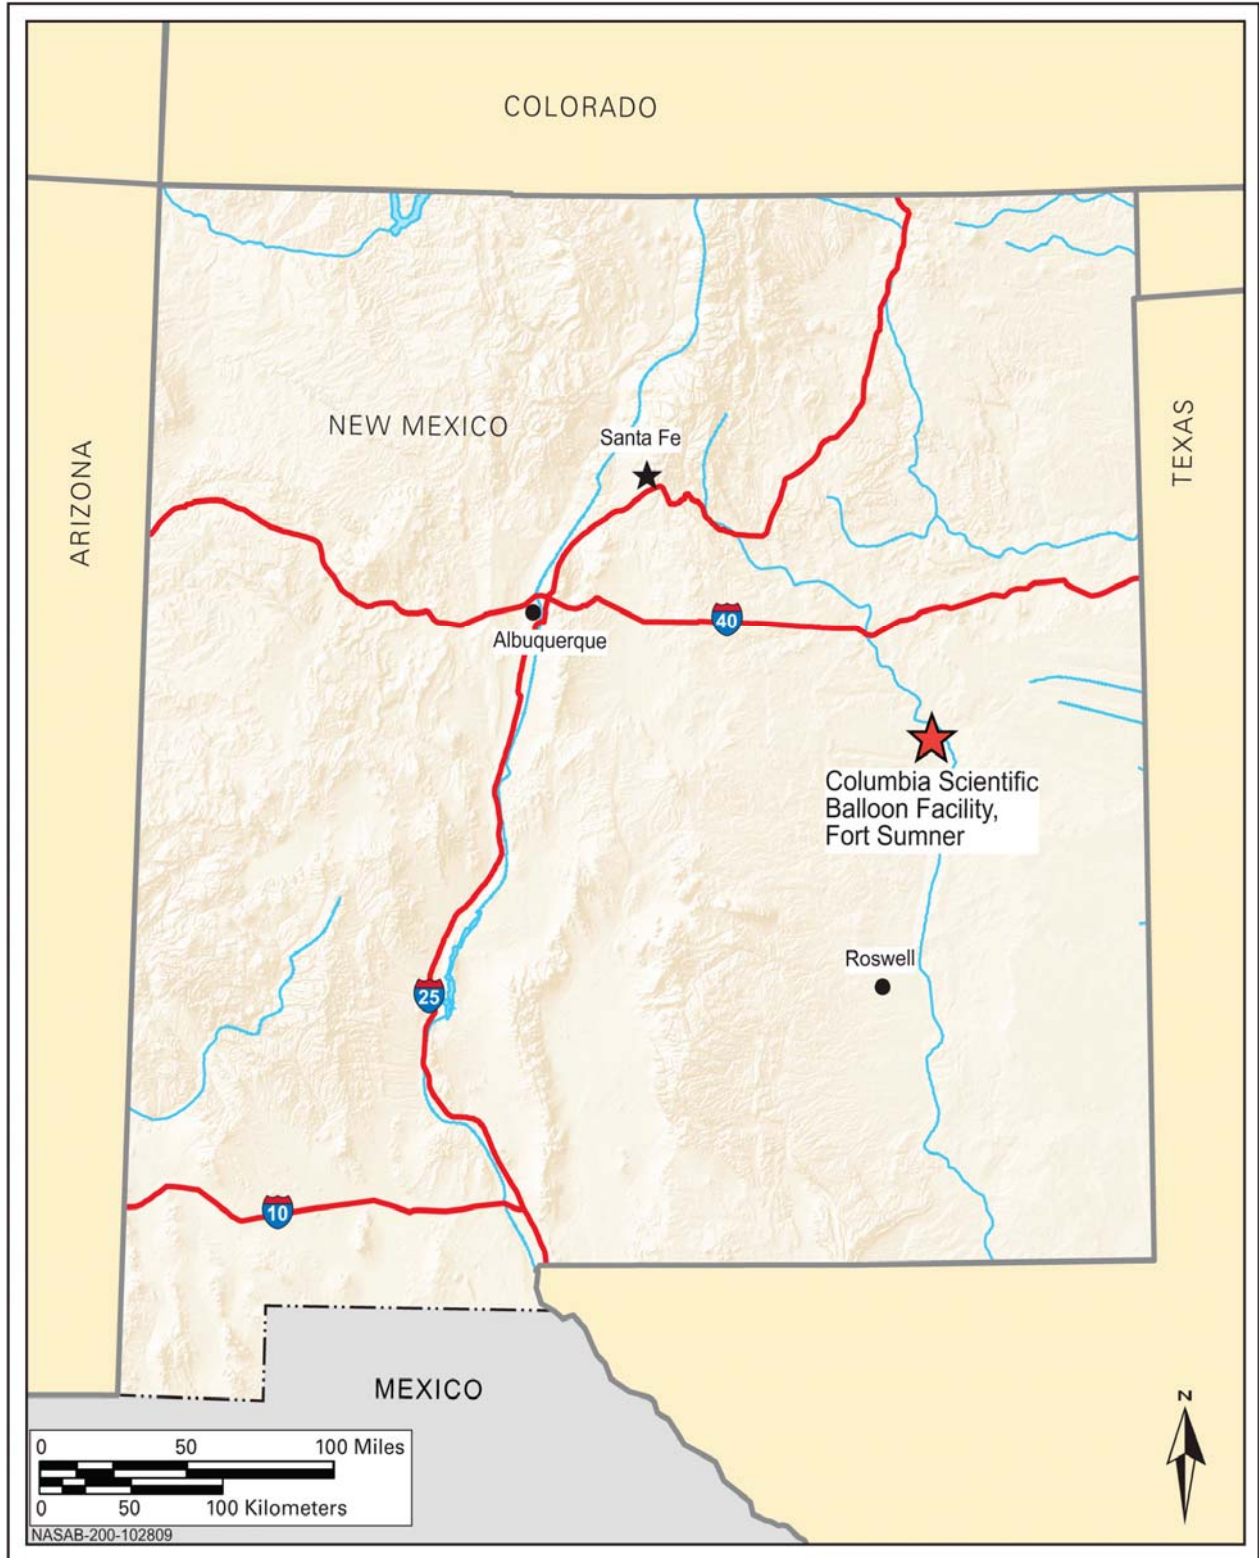 COLORADO
NEW MEXICO
Santa Fe
ARIZONA
TEXAS
40
Albuquerque
Columbia Scientific
Balloon Facility,
Fort Sumner
Roswell
25
10
MEXICO
N
0 50 100 Miles
0 50 100 Kilometers
NASAB-200-102809